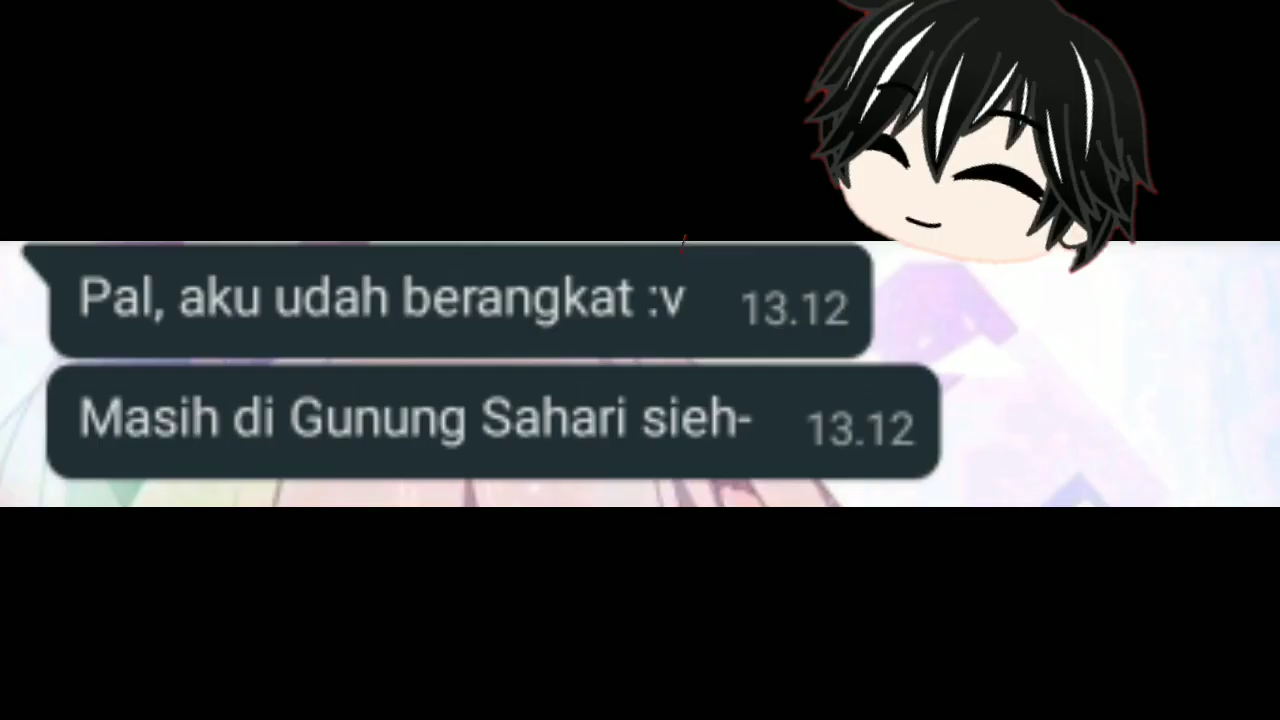 Pal, aku udah berangkat :v 13.12
Masih di Gunung Sahari sieh- 13.12